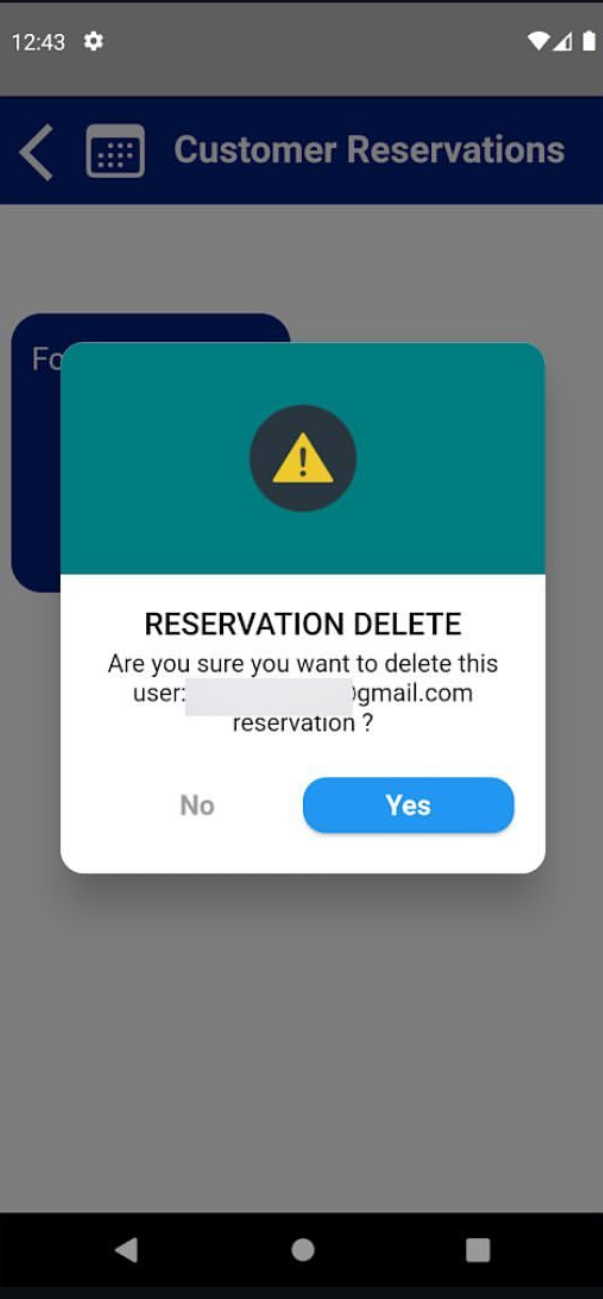 12:43
Customer Reservations
Fo
RESERVATION DELETE
Are you sure you want to delete this
user: gmail.com
reservation ?
No
Yes